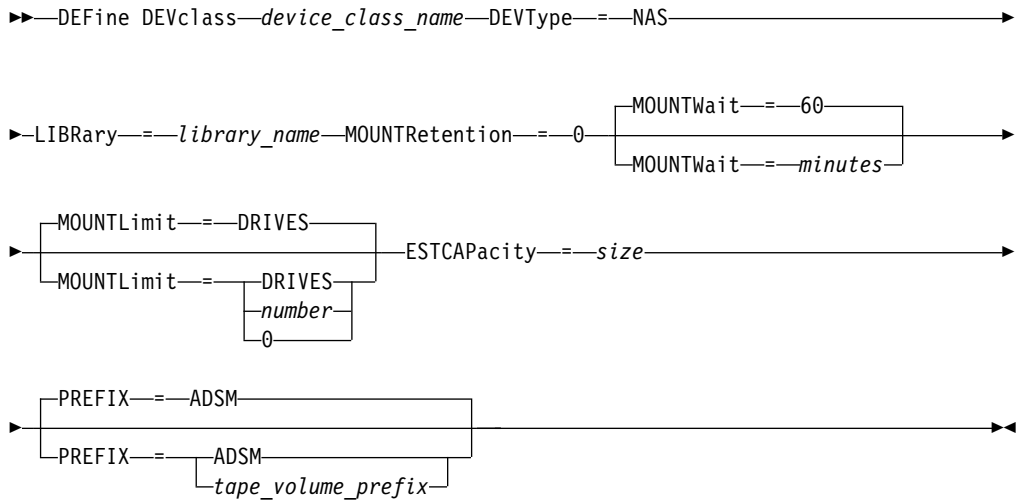 DEFine DEVclass device_class_name DEVType = NAS
MOUNTWait = 60
LIBRary = library_name MOUNTRetention = 0
MOUNTWait = minutes
MOUNTLimit = DRIVES
ESTCAPacity = size
MOUNTLimit = DRIVES
number
0
PREFIX = ADSM
PREFIX = ADSM
tape_volume_prefix